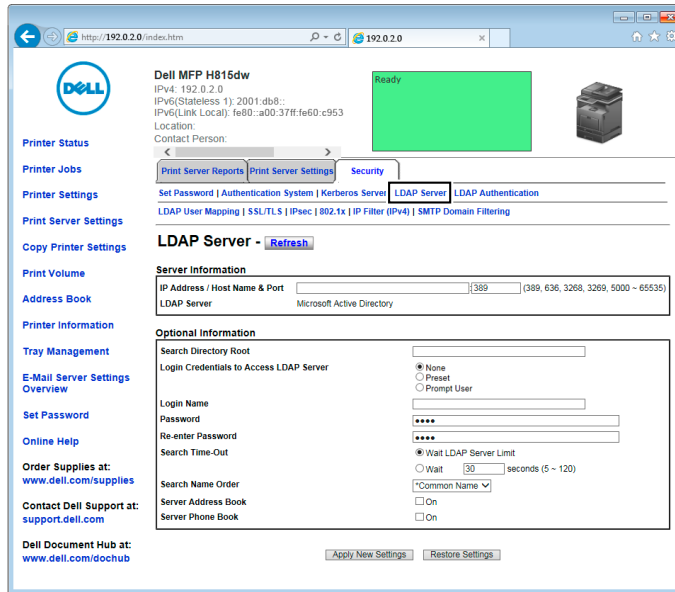 http://192.0.2.0/index.htm
192.0.2.0
DELL
Dell MFP H815dw
IPv4: 192.0.2.0
IPv6(Stateless 1): 2001:db8::
IPv6(Link Local): fe80::a00:37ff:fe60:c953
Location:
Contact Person:
Ready
Printer Status
Printer Jobs
Printer Settings
Print Server Settings
Copy Printer Settings
Print Volume
Address Book
Printer Information
Tray Management
E-Mail Server Settings
Overview
Set Password
Online Help
Order Supplies at:
www.dell.com/supplies
Contact Dell Support at:
support.dell.com
Dell Document Hub at:
www.dell.com/dochub
Print Server Reports Print Server Settings Security
Set Password | Authentication System | Kerberos Server LDAP Server LDAP Authentication
LDAP User Mapping | SSL/TLS | IPsec | 802.1x | IP Filter (IPv4) | SMTP Domain Filtering
LDAP Server - Refresh
Server Information
IP Address / Host Name & Port :389 (389, 636, 3268, 3269, 5000 ~ 65535)
LDAP Server Microsoft Active Directory
Optional Information
Search Directory Root
Login Credentials to Access LDAP Server None
Preset
Prompt User
Login Name
Password ••••
Re-enter Password ••••
Search Time-Out Wait LDAP Server Limit
Wait 30 seconds (5 ~ 120)
Search Name Order *Common Name
Server Address Book On
Server Phone Book On
Apply New Settings Restore Settings